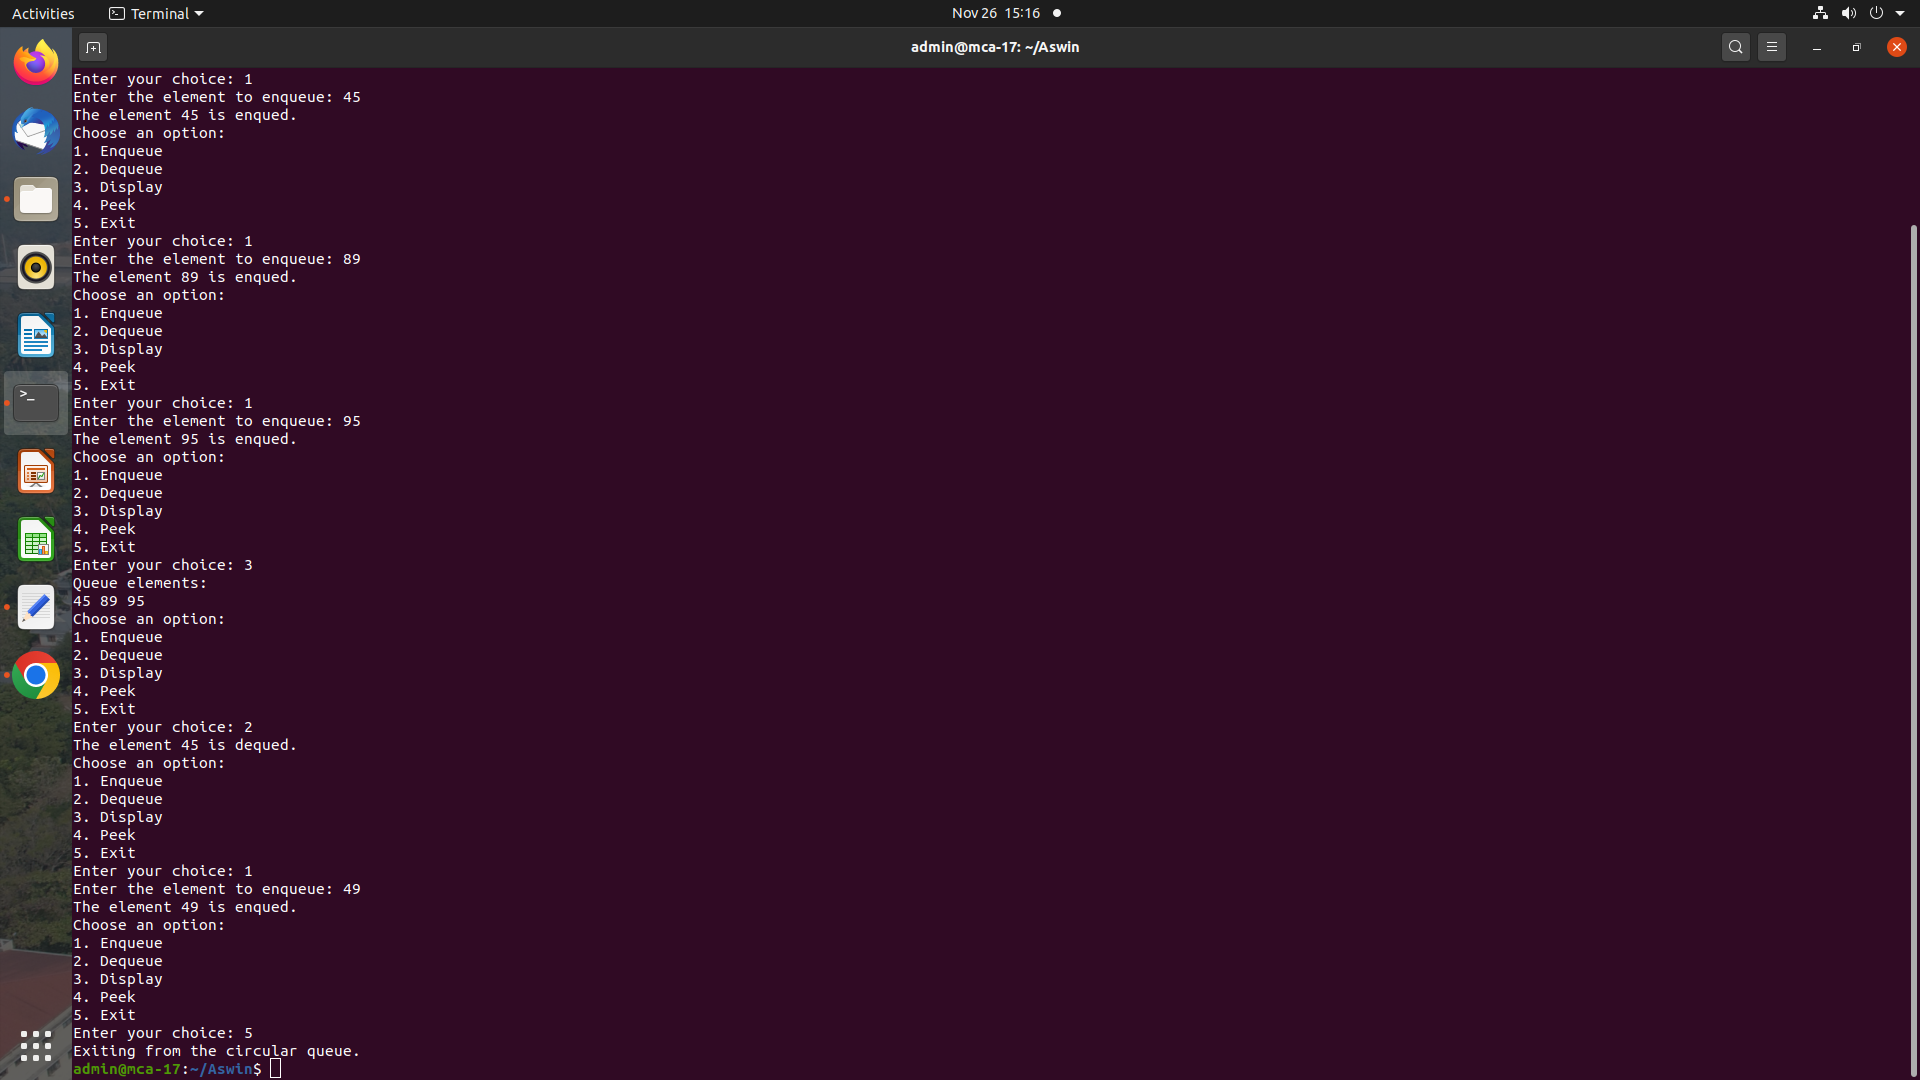 Activities
Terminal
Nov 26 15:16
admin@mca-17: ~/Aswin
Enter your choice: 1
Enter the element to enqueue: 45
The element 45 is enqued.
Choose an option:
1. Enqueue
2. Dequeue
3. Display
4. Peek
5. Exit
Enter your choice: 1
Enter the element to enqueue: 89
The element 89 is enqued.
Choose an option:
1. Enqueue
2. Dequeue
3. Display
4. Peek
5. Exit
Enter your choice: 1
Enter the element to enqueue: 95
The element 95 is enqued.
Choose an option:
1. Enqueue
2. Dequeue
3. Display
4. Peek
5. Exit
Enter your choice: 3
Queue elements:
45 89 95
Choose an option:
1. Enqueue
2. Dequeue
3. Display
4. Peek
5. Exit
Enter your choice: 2
The element 45 is dequed.
Choose an option:
1. Enqueue
2. Dequeue
3. Display
4. Peek
5. Exit
Enter your choice: 1
Enter the element to enqueue: 49
The element 49 is enqued.
Choose an option:
1. Enqueue
2. Dequeue
3. Display
4. Peek
5. Exit
Enter your choice: 5
Exiting from the circular queue.
admin@mca-17:~/Aswin$